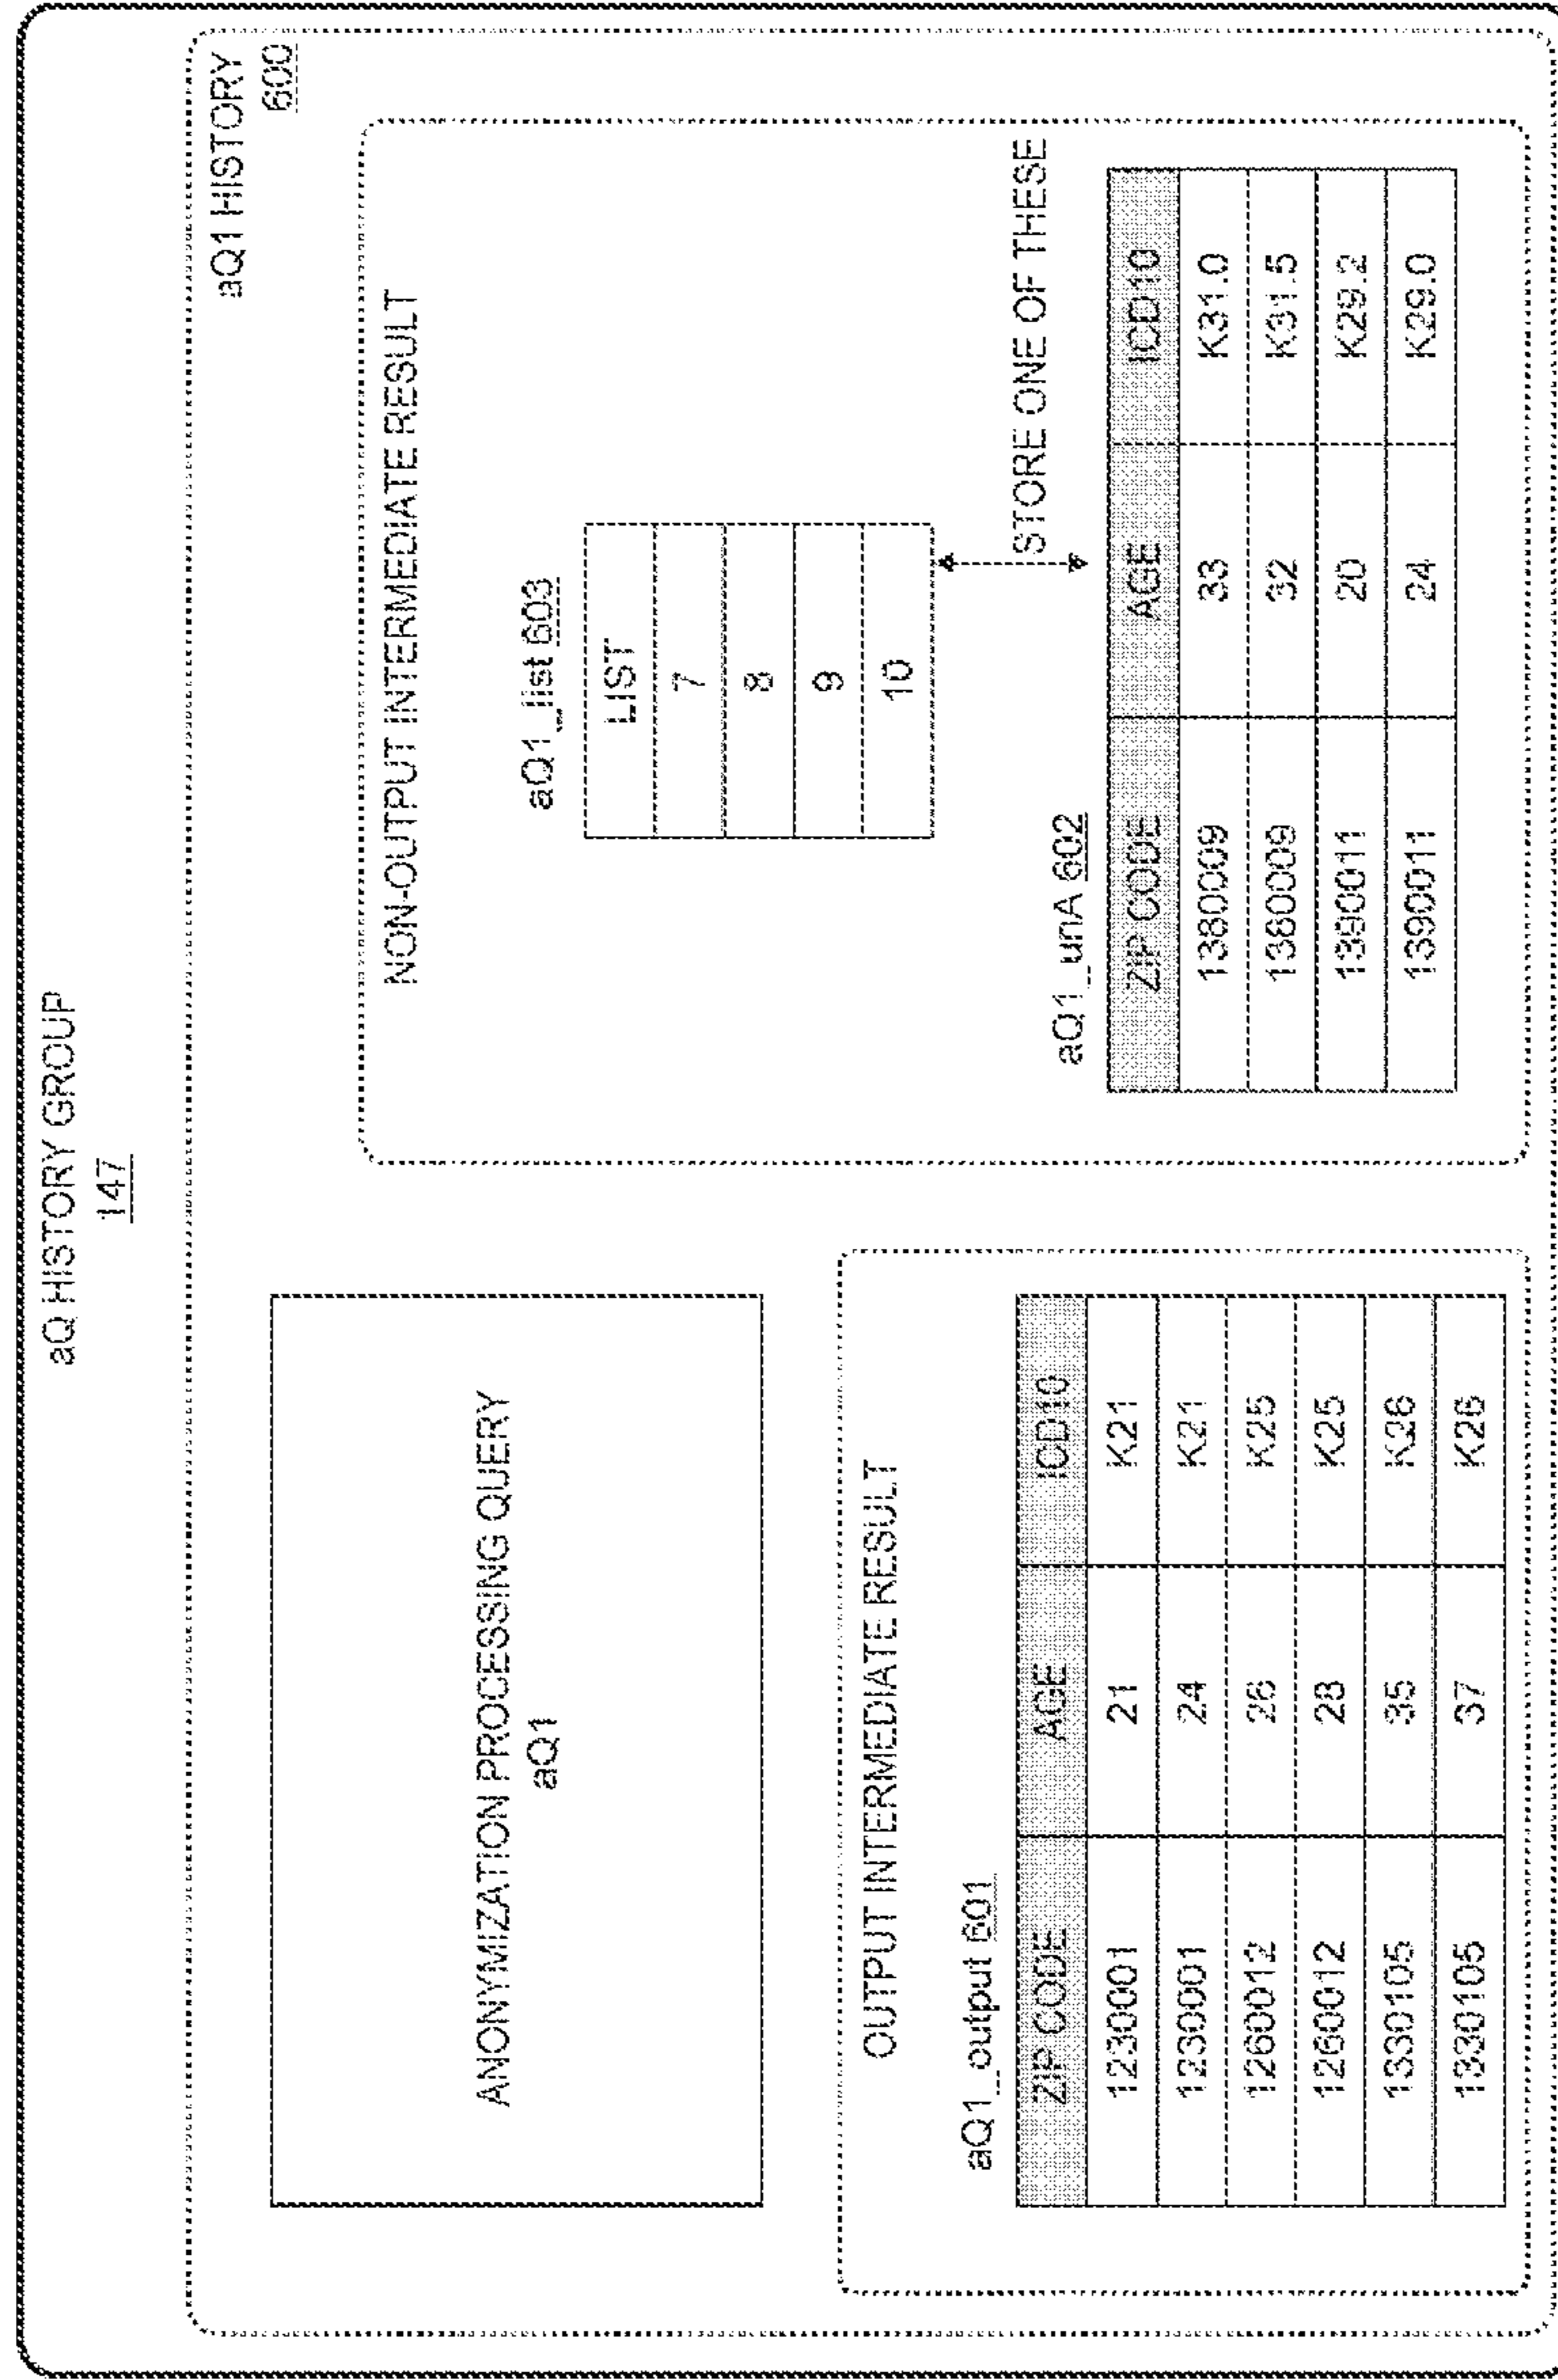 aQ HISTORY GROUP
147
aQ1 HISTORY
600
ANONYMIZATION PROCESSING QUERY
aQ1
OUTPUT INTERMEDIATE RESULT
aQ1_output 601
ZIP CODE AGE ICD10
1230001 21 K21
1230001 24 K21
1260012 26 K25
1260012 28 K25
1330105 35 K26
1330105 37 K26
NON-OUTPUT INTERMEDIATE RESULT
aQ1_list 603
LIST
7
8
9
10
STORE ONE OF THESE
aQ1_unA 602
ZIP CODE AGE ICD10
1380009 33 K31.0
1380009 32 K31.5
1390011 20 K29.2
1390011 24 K29.0